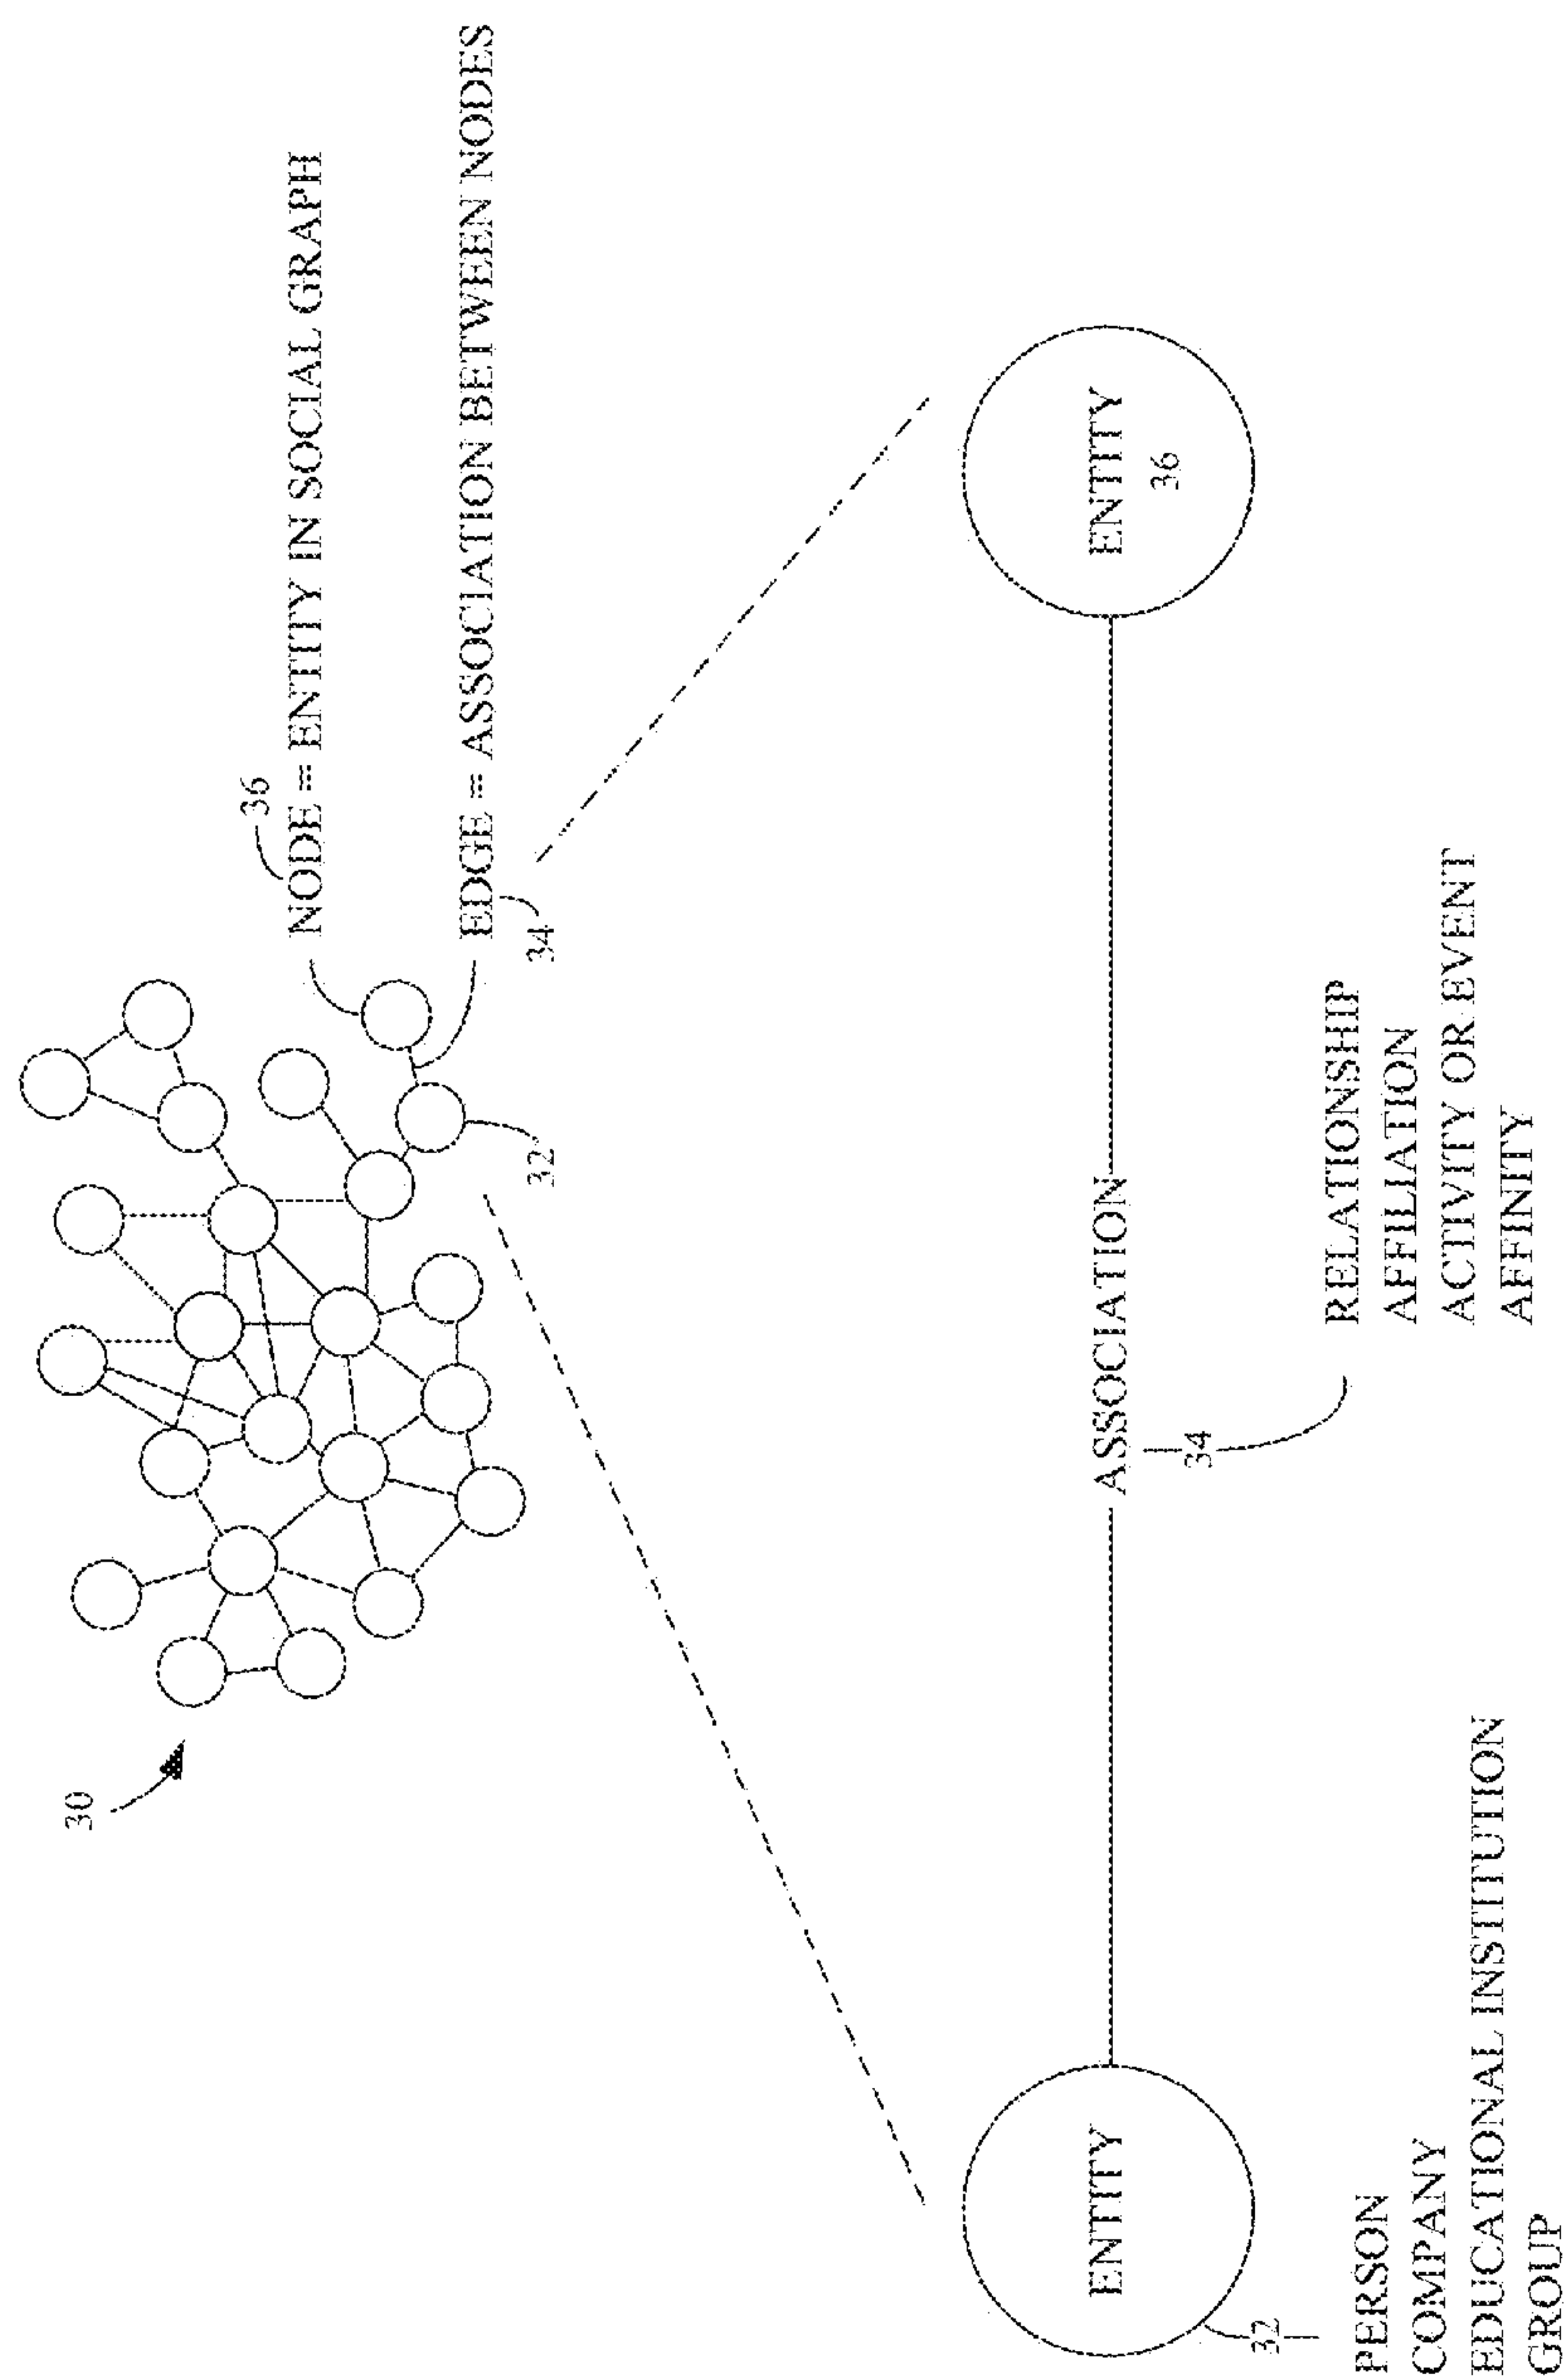 30
36
NODE = ENTITY IN SOCIAL GRAPH
EDGE = ASSOCIATION BETWEEN NODES
34
32
ENTITY
ASSOCIATION
ENTITY
36
34
32
RELATIONSHIP
AFFILIATION
ACTIVITY OR EVENT
AFFINITY
PERSON
COMPANY
EDUCATIONAL INSTITUTION
GROUP